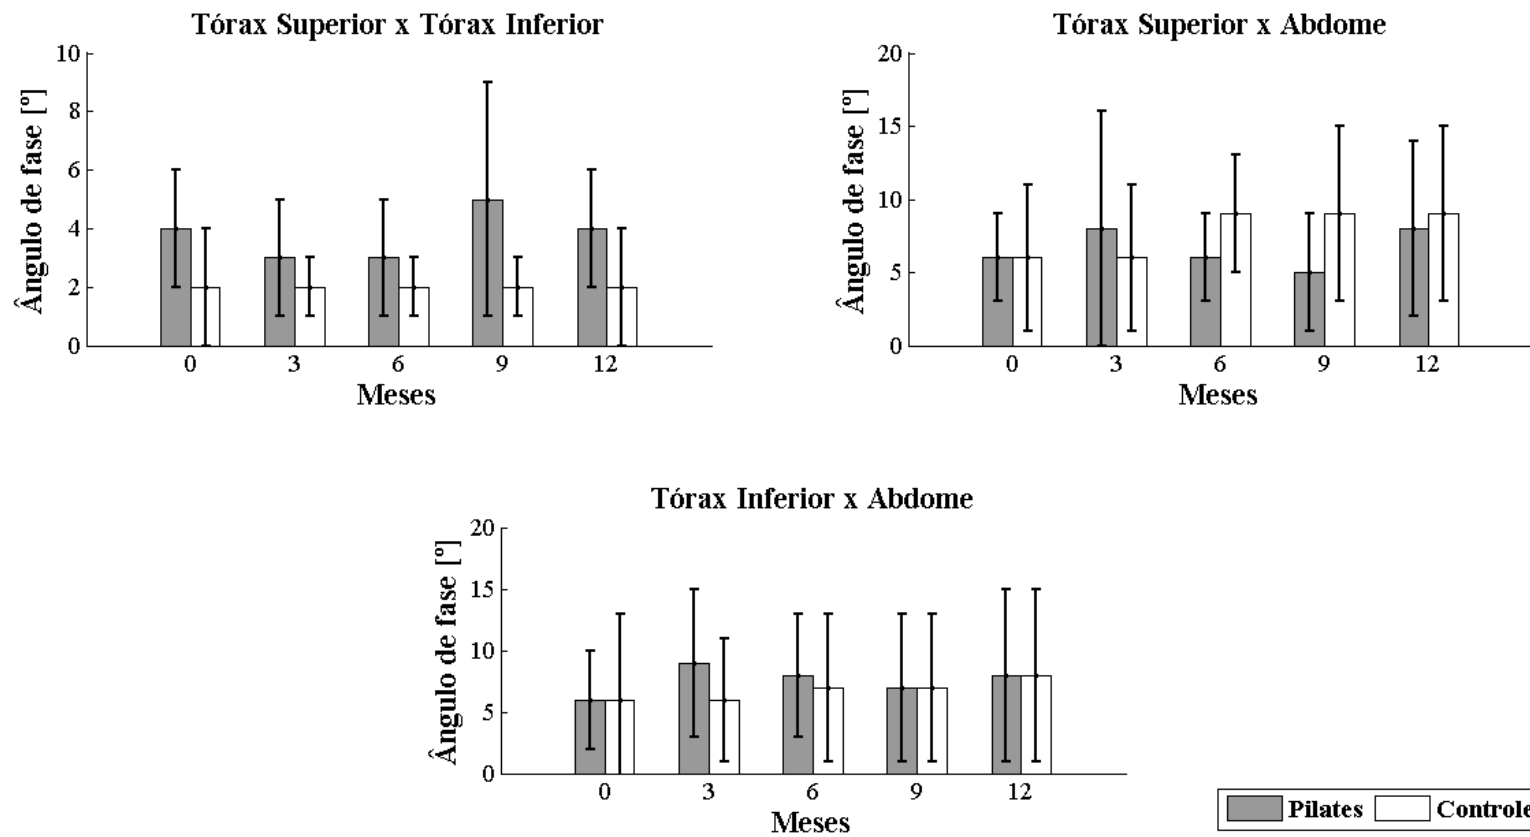 Tórax Superior x Tórax Inferior
Ângulo de fase [º]
10
8
6
4
2
0
0 3 6 9 12
Meses
Tórax Superior x Abdome
Ângulo de fase [º]
20
15
10
5
0
0 3 6 9 12
Meses
Tórax Inferior x Abdome
Ângulo de fase [º]
20
15
10
5
0
0 3 6 9 12
Meses
Pilates Controle